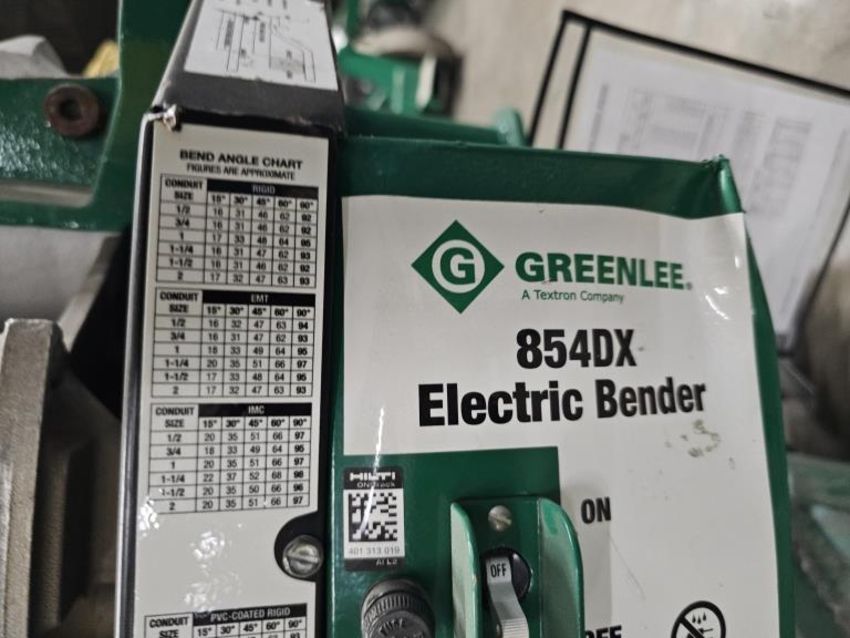 BEND ANGLE CHART
FIGURES ARE APPROXIMATE
CONDUIT SIZE RIGID
15° 30° 45° 60° 90°
1/2 16 31 46 62 92
3/4 16 31 46 62 92
1 17 33 48 64 95
1-1/4 16 31 47 62 93
1-1/2 16 31 46 62 92
2 17 32 47 63 93
CONDUIT SIZE EMT
15° 30° 45° 60° 90°
1/2 16 32 47 63 94
3/4 16 31 47 62 93
1 18 33 49 64 95
1-1/4 20 35 51 66 97
1-1/2 17 33 48 64 95
2 17 32 47 63 93
CONDUIT SIZE IMC
15° 30° 45° 60° 90°
1/2 20 35 51 66 97
3/4 18 33 49 64 95
1 20 35 51 66 97
1-1/4 22 37 52 68 98
1-1/2 20 35 50 66 96
2 20 35 51 66 97
PVC-COATED RIGID
CONDUIT SIZE
15° 30° 45° 60° 90°
G GREENLEE®
A Textron Company
854DX
Electric Bender
HILTI
ON!Track
401 313 019
ON
OFF